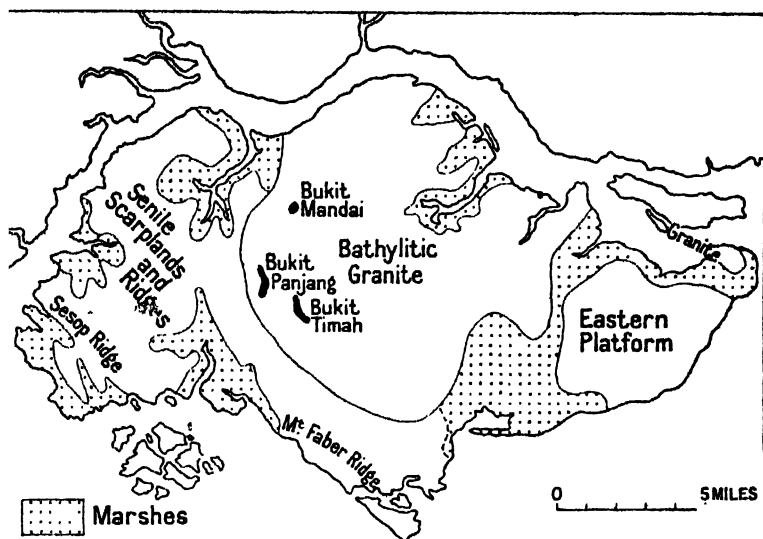 Senile
Scarplands
and
Ridges
Sesop Ridge
Bukit
Mandai
Bathylitic
Granite
Bukit
Panjang
Bukit
Timah
Granite
Eastern
Platform
Mt Faber Ridge
Marshes
0 5 MILES